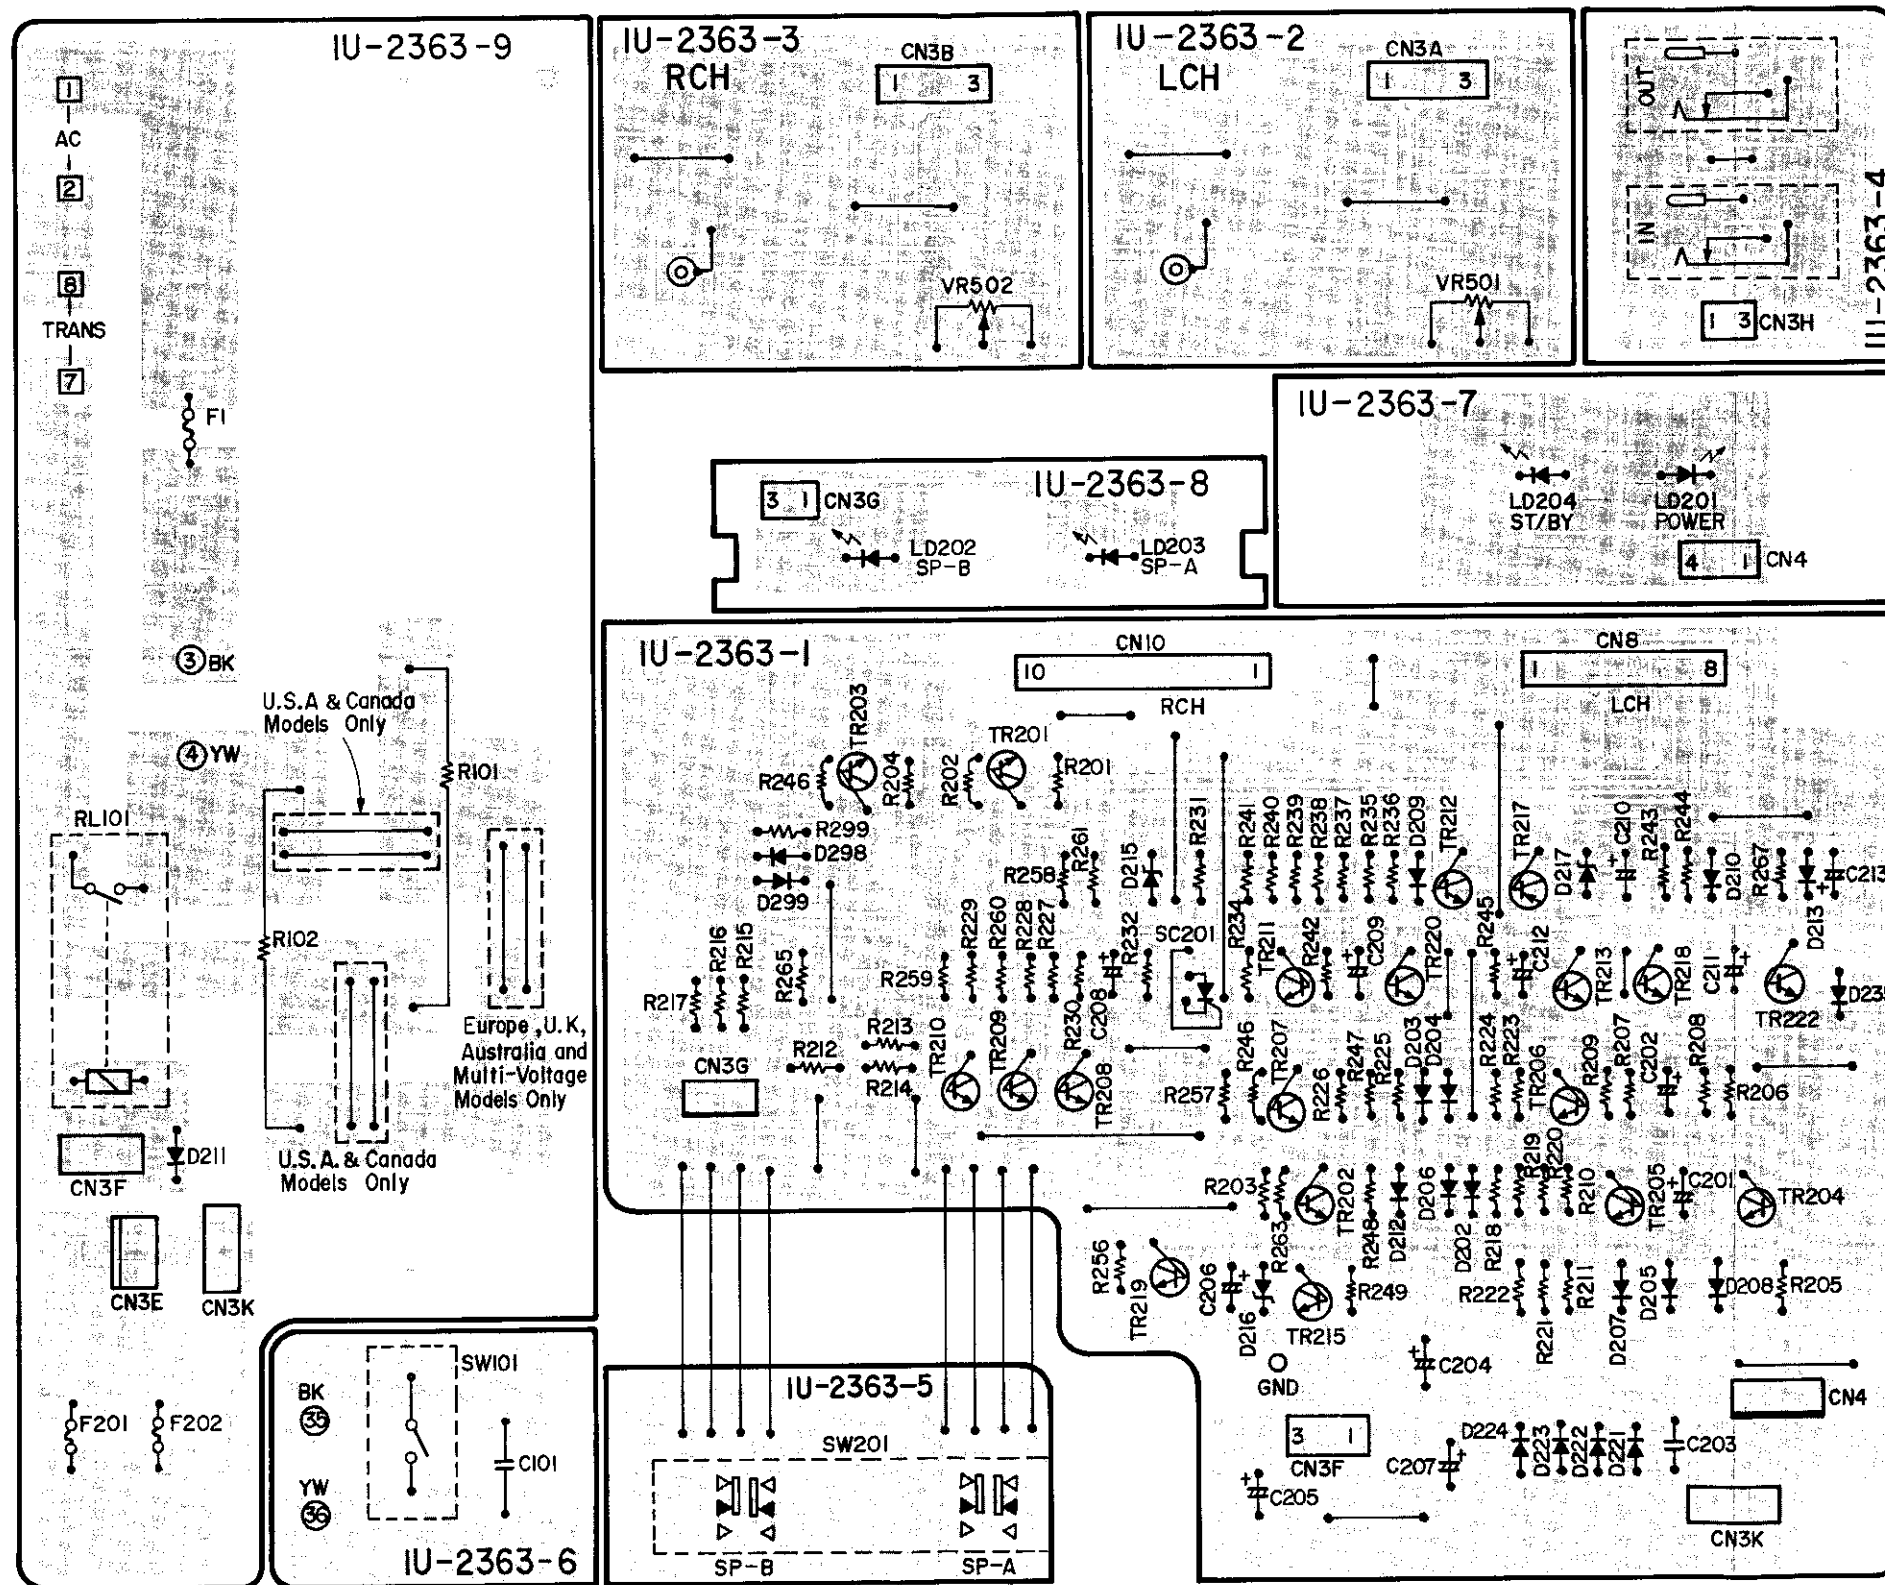 IU-2363-9
1
AC
2
8
TRANS
7
F1
3 BK
4 YW
U.S.A & Canada
Models Only
R101
RL101
R102
Europe, U.K,
Australia and
Multi-Voltage
Models Only
U.S.A. & Canada
Models Only
D211
CN3F
CN3E
CN3K
F201
F202
SW101
BK
35
C101
YW
36
IU-2363-6
IU-2363-3
RCH
CN3B
1 3
VR502
IU-2363-2
LCH
CN3A
1 3
VR501
OUT
IN
1 3 CN3H
IU-2363-4
IU-2363-7
LD204
ST/BY
LD201
POWER
4 1 CN4
IU-2363-8
3 1 CN3G
LD202
SP-B
LD203
SP-A
IU-2363-1
CN10
10 1
RCH
CN8
1 8
LCH
TR203
R246
R204
R202
TR201
R201
R299
D298
D299
R258
R261
D215
R231
R241
R240
R239
R238
R237
R235
R236
D209
TR212
TR217
D217
C210
R243
R244
D210
R267
D213
C213
R217
R216
R215
R265
R259
R229
R260
R228
R227
R230
C208
R232
SC201
R234
TR211
R242
C209
TR220
R245
C212
TR213
TR218
C211
TR222
D235
CN3G
R212
R213
R214
TR210
TR209
TR208
R257
R246
TR207
R226
R247
R225
D203
D204
R224
R223
TR206
R209
R207
C202
R208
R206
R203
R263
TR202
R248
D212
D206
D202
R218
R219
R220
R210
TR205
C201
TR204
R256
TR219
C206
D216
TR215
R249
R222
R221
R211
D207
D205
D208
R205
GND
C204
CN4
3 1
CN3F
C205
C207
D224
D223
D222
D221
C203
CN3K
IU-2363-5
SW201
SP-B
SP-A